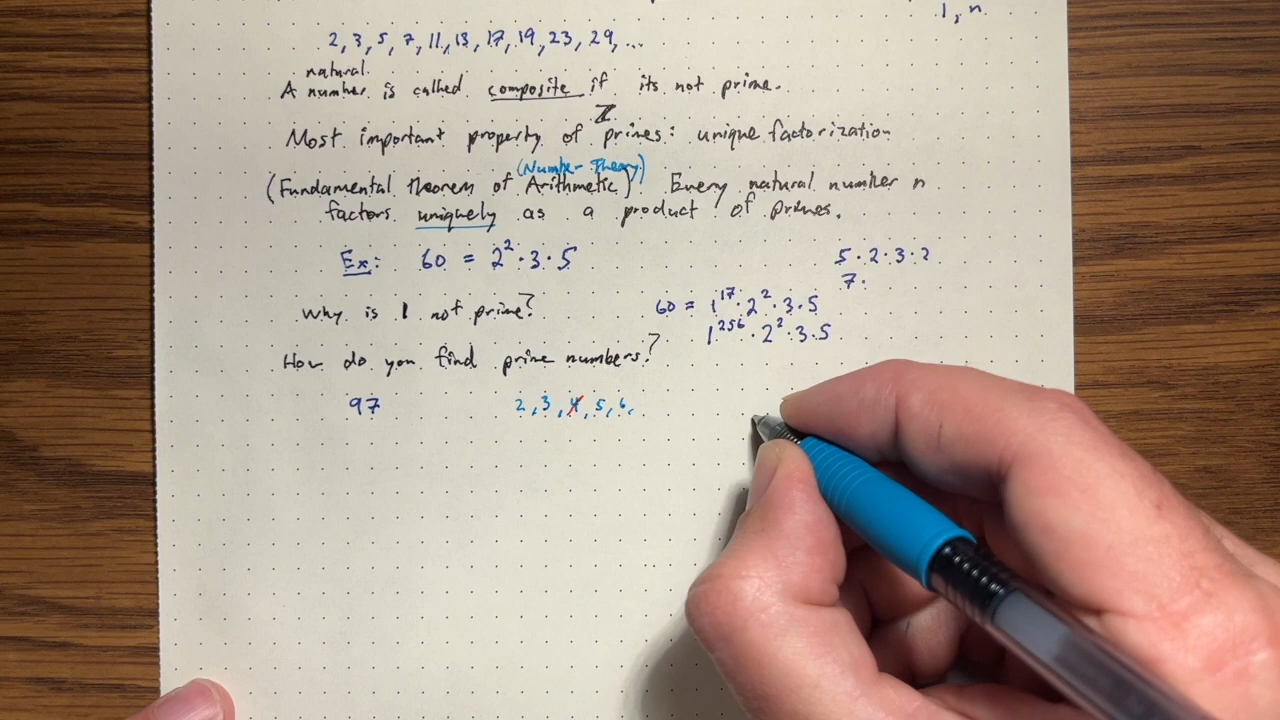 1, n
2, 3, 5, 7, 11, 13, 17, 19, 23, 29, ...
natural
A number is called composite if its not prime.
Z
Most important property of primes: unique factorization
(Number Theory)
(Fundamental theorem of Arithmetic) Every natural number n
factors uniquely as a product of primes.
Ex: 60 = 2²·3·5
5·2·3·2
7·
Why is 1 not prime?
60 = 1¹⁷·2²·3·5
1²⁵⁶·2²·3·5
How do you find prime numbers?
97
2, 3, 4, 5, 6,